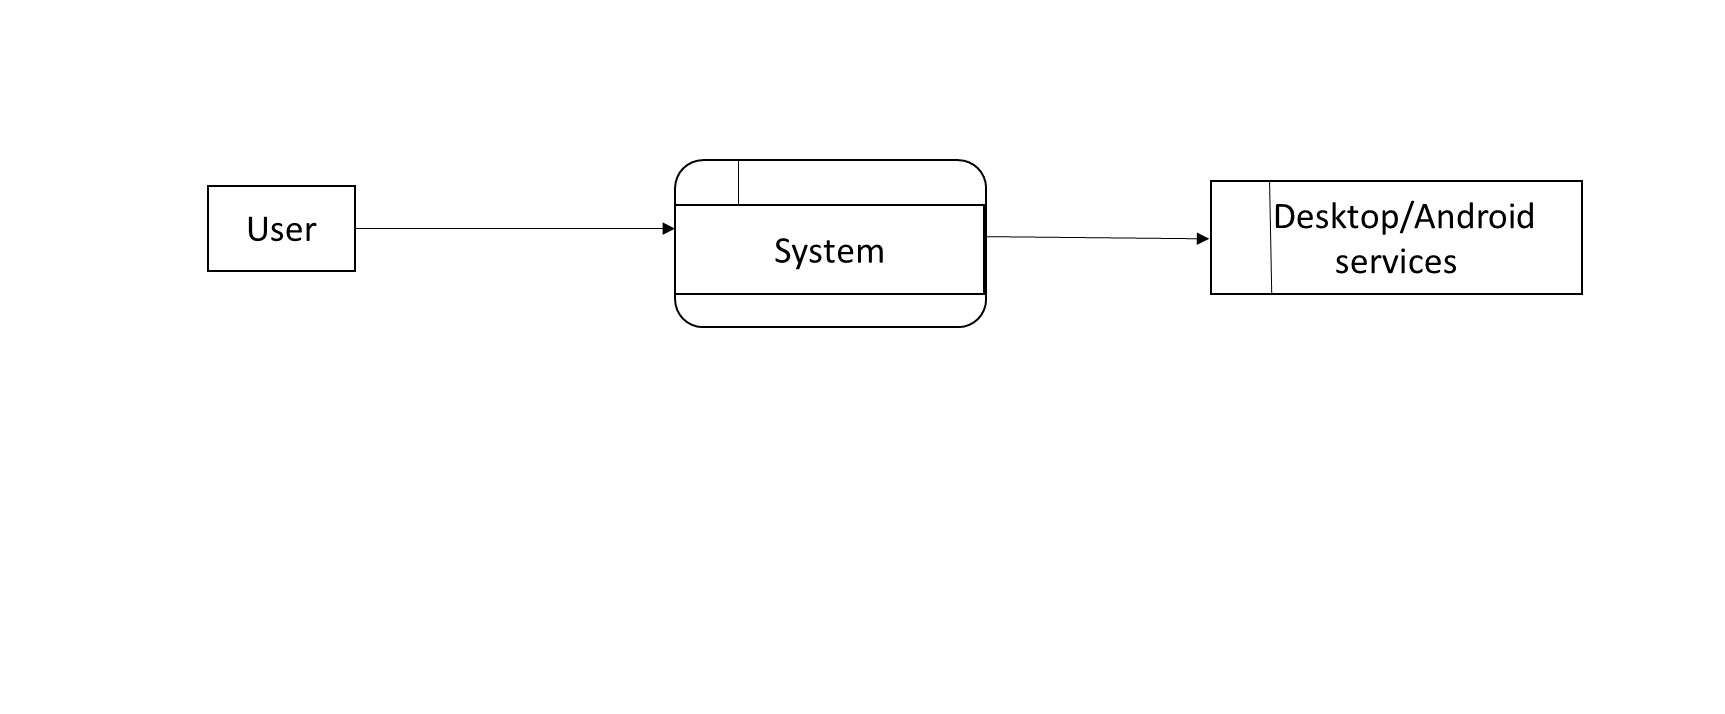 User
System
Desktop/Android
services